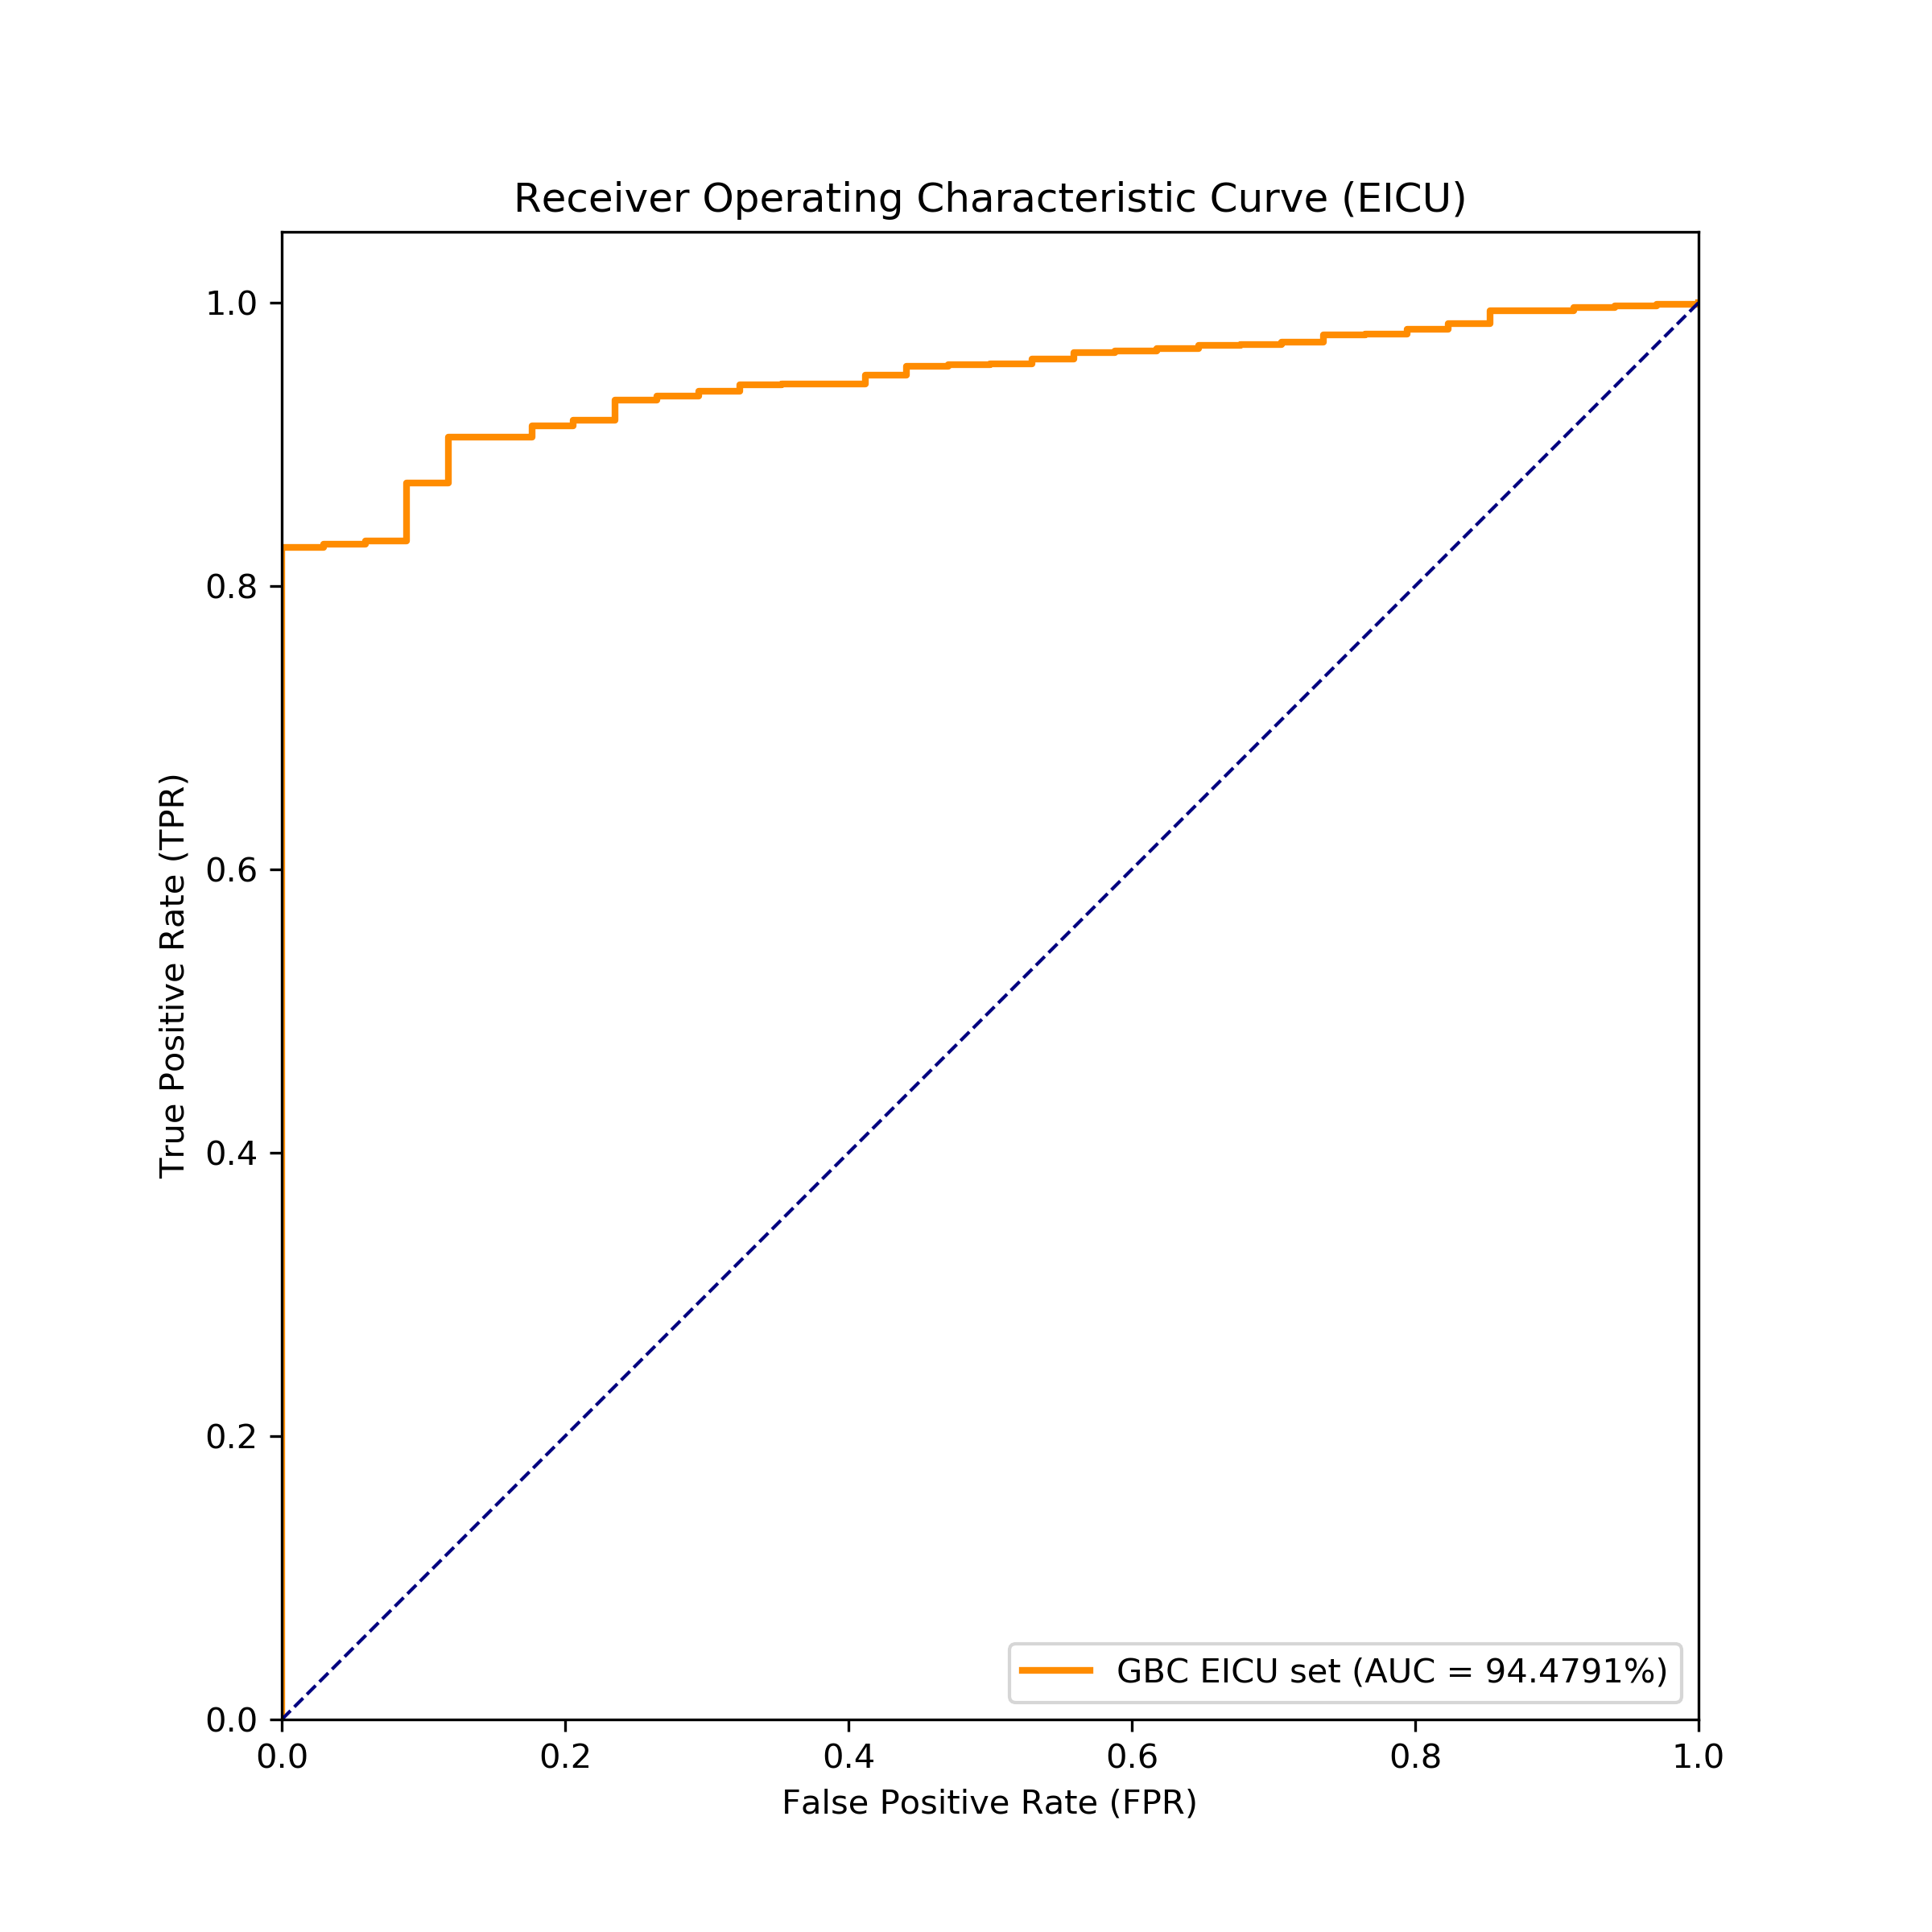 Receiver Operating Characteristic Curve (EICU)
True Positive Rate (TPR)
1.0
0.8
0.6
0.4
0.2
0.0
0.0 0.2 0.4 0.6 0.8 1.0
False Positive Rate (FPR)
GBC EICU set (AUC = 94.4791%)